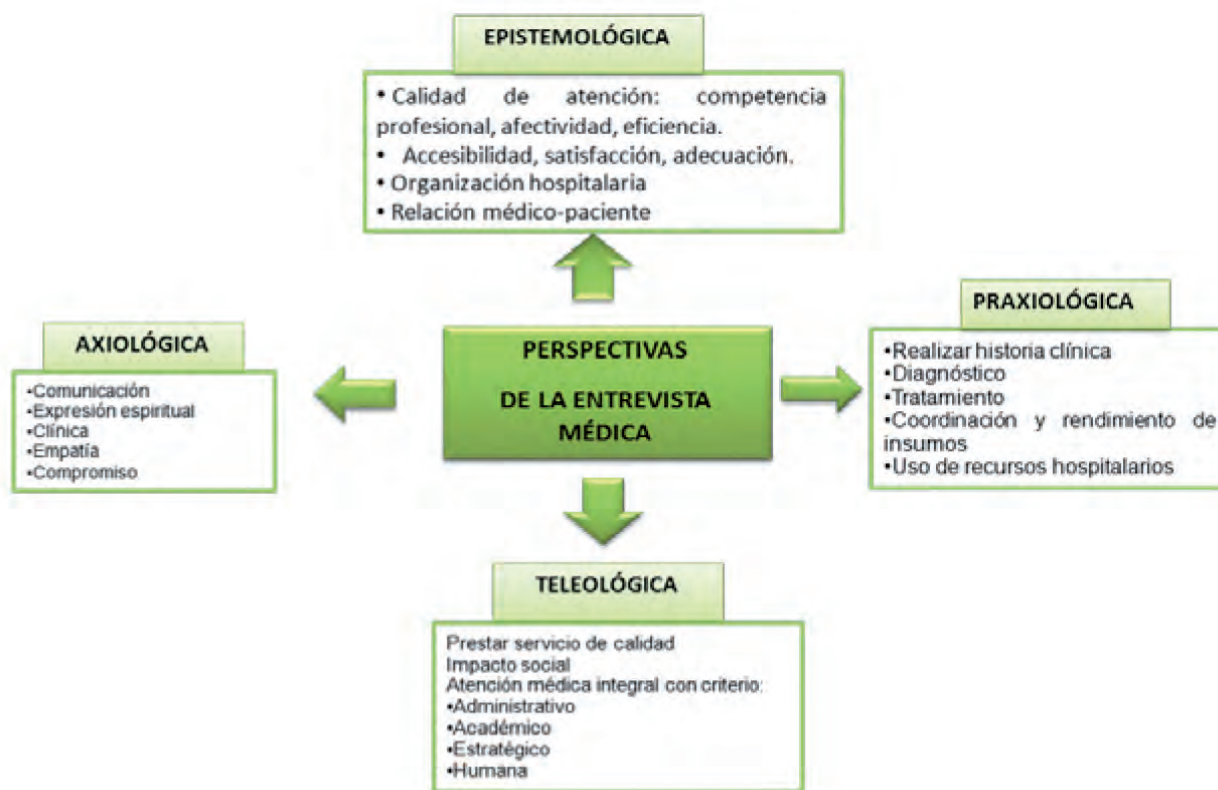 EPISTEMOLÓGICA
• Calidad de atención: competencia
profesional, afectividad, eficiencia.
• Accesibilidad, satisfacción, adecuación.
• Organización hospitalaria
• Relación médico-paciente
AXIOLÓGICA
•Comunicación
•Expresión espiritual
•Clínica
•Empatía
•Compromiso
PERSPECTIVAS
DE LA ENTREVISTA
MÉDICA
PRAXIOLÓGICA
•Realizar historia clínica
•Diagnóstico
•Tratamiento
•Coordinación y rendimiento de
insumos
•Uso de recursos hospitalarios
TELEOLÓGICA
Prestar servicio de calidad
Impacto social
Atención médica integral con criterio:
•Administrativo
•Académico
•Estratégico
•Humana